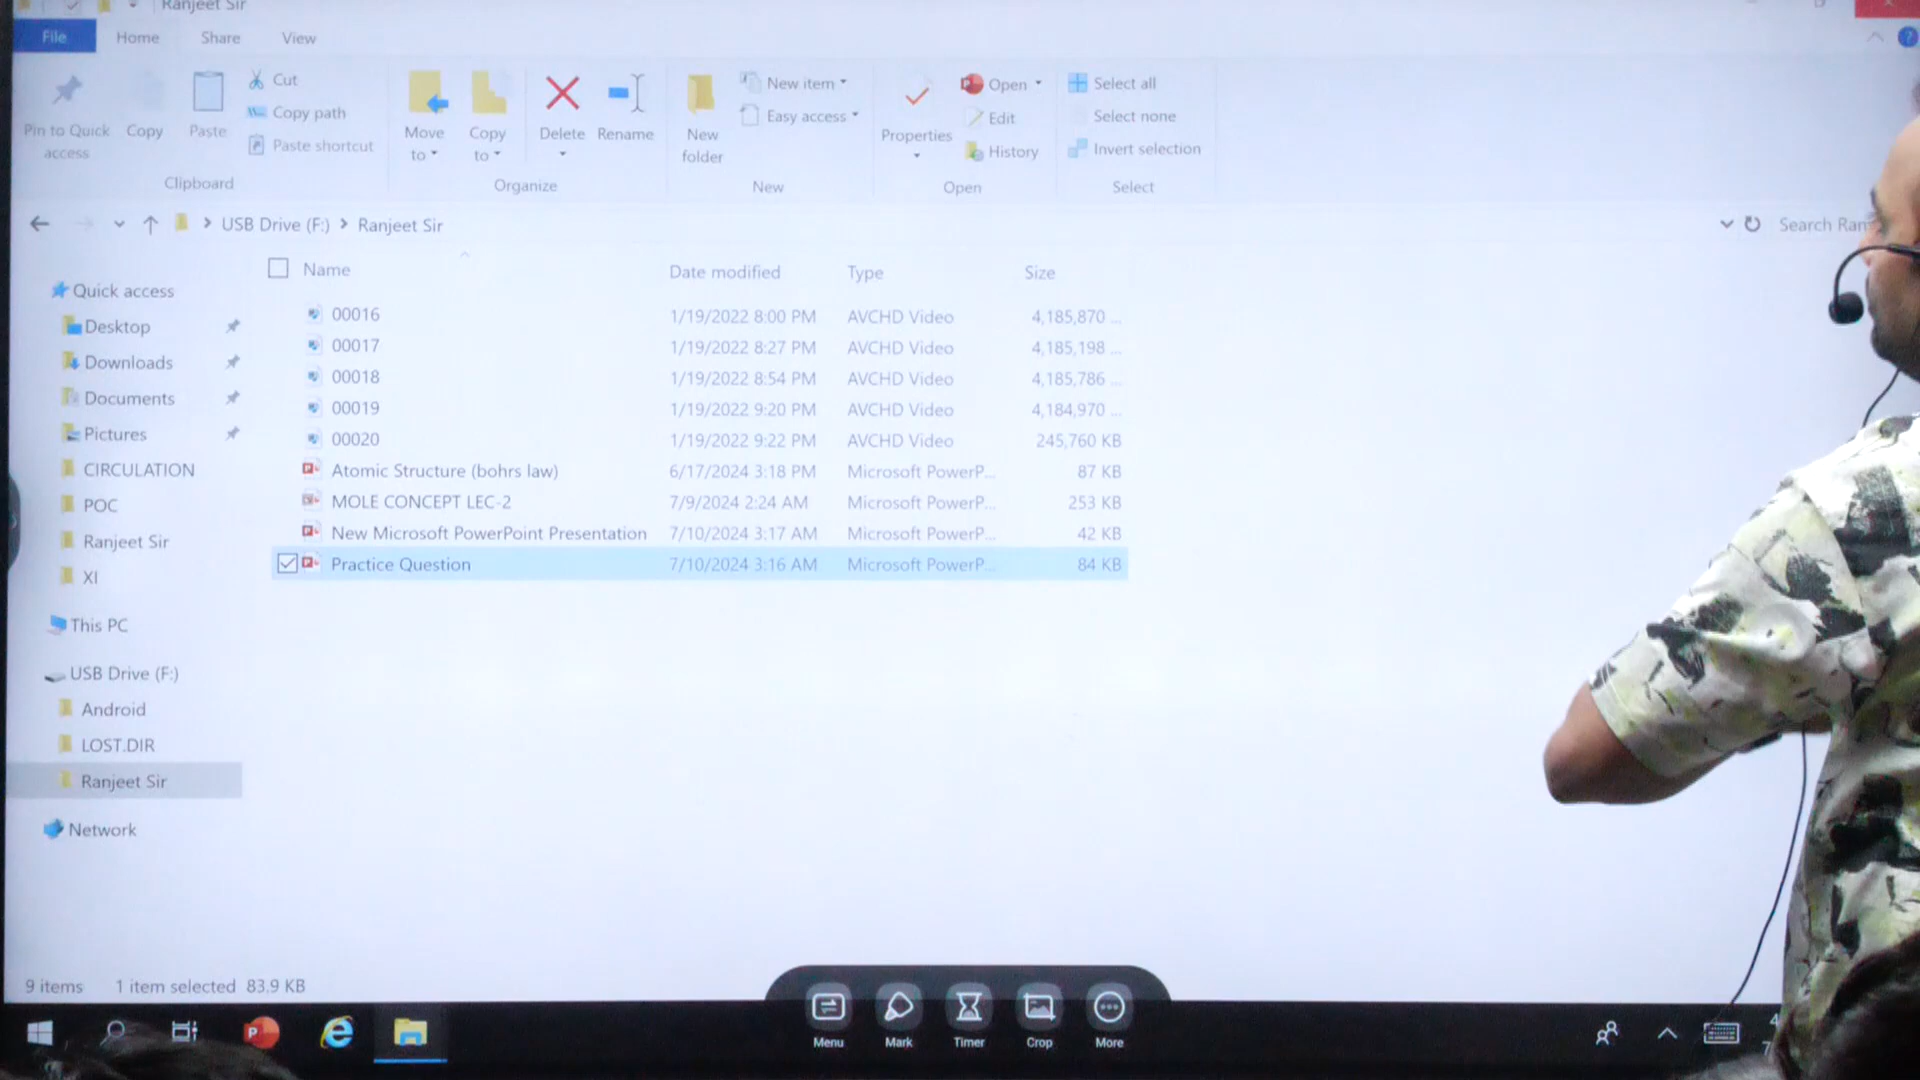 Ranjeet Sir
File Home Share View
Pin to Quick access
Copy
Paste
Cut
Copy path
Paste shortcut
Clipboard
Move to
Copy to
Delete
Rename
Organize
New folder
New item
Easy access
New
Properties
Open
Edit
History
Open
Select all
Select none
Invert selection
Select
USB Drive (F:) > Ranjeet Sir
Search Ran
Name Date modified Type Size
00016 1/19/2022 8:00 PM AVCHD Video 4,185,870 ...
00017 1/19/2022 8:27 PM AVCHD Video 4,185,198 ...
00018 1/19/2022 8:54 PM AVCHD Video 4,185,786 ...
00019 1/19/2022 9:20 PM AVCHD Video 4,184,970 ...
00020 1/19/2022 9:22 PM AVCHD Video 245,760 KB
Atomic Structure (bohrs law) 6/17/2024 3:18 PM Microsoft PowerP... 87 KB
MOLE CONCEPT LEC-2 7/9/2024 2:24 AM Microsoft PowerP... 253 KB
New Microsoft PowerPoint Presentation 7/10/2024 3:17 AM Microsoft PowerP... 42 KB
Practice Question 7/10/2024 3:16 AM Microsoft PowerP... 84 KB
Quick access
Desktop
Downloads
Documents
Pictures
CIRCULATION
POC
Ranjeet Sir
XI
This PC
USB Drive (F:)
Android
LOST.DIR
Ranjeet Sir
Network
9 items 1 item selected 83.9 KB
Menu Mark Timer Crop More